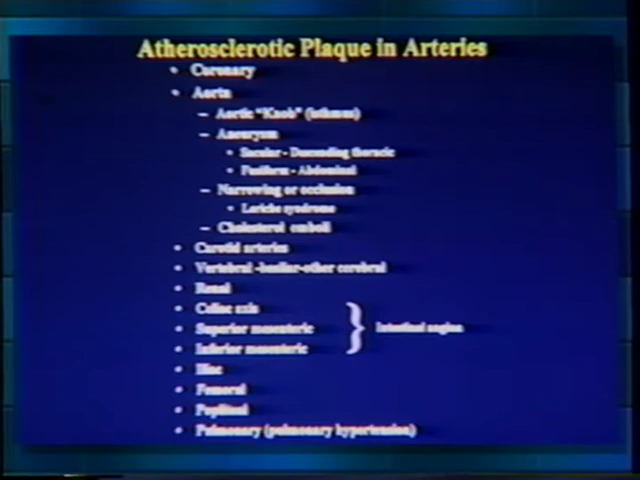 Atherosclerotic Plaque in Arteries
• Coronary
• Aorta
– Aortic "Knob" (isthmus)
– Aneurysm
• Saccular - Descending thoracic
• Fusiform - Abdominal
– Narrowing or occlusion
• Leriche syndrome
– Cholesterol emboli
• Carotid arteries
• Vertebral -basilar-other cerebral
• Renal
• Celiac axis
• Superior mesenteric
• Inferior mesenteric
} Intestinal angina
• Iliac
• Femoral
• Popliteal
• Pulmonary (pulmonary hypertension)